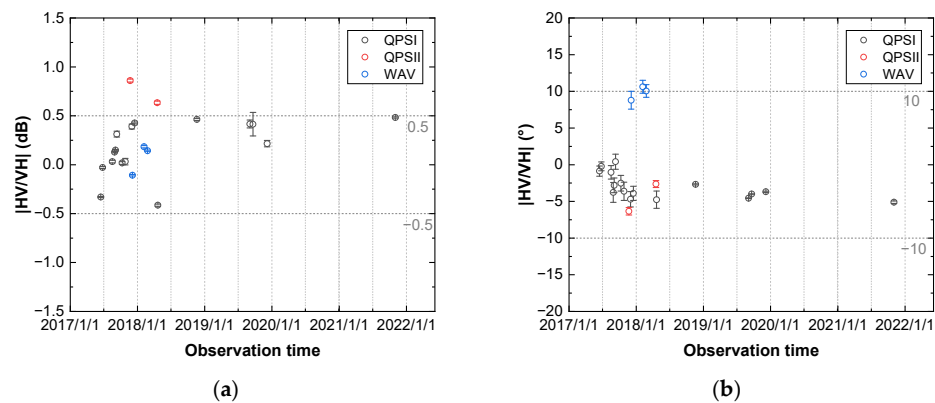 1.5
1.0
0.5
0.0
−0.5
−1.0
−1.5
|HV/VH| (dB)
QPSI
QPSII
WAV
0.5
−0.5
2017/1/1 2018/1/1 2019/1/1 2020/1/1 2021/1/1 2022/1/1
Observation time
(a)
20
15
10
5
0
−5
−10
−15
−20
|HV/VH| (°)
QPSI
QPSII
WAV
10
−10
2017/1/1 2018/1/1 2019/1/1 2020/1/1 2021/1/1 2022/1/1
Observation time
(b)